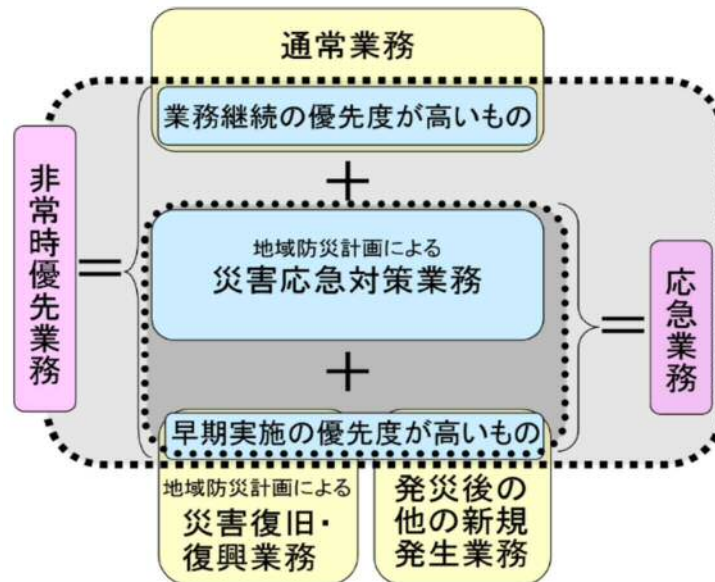 通常業務
業務継続の優先度が高いもの
＋
非常時優先業務
＝
地域防災計画による
災害応急対策業務
＝
応急業務
＋
早期実施の優先度が高いもの
地域防災計画による
災害復旧・
復興業務
発災後の
他の新規
発生業務